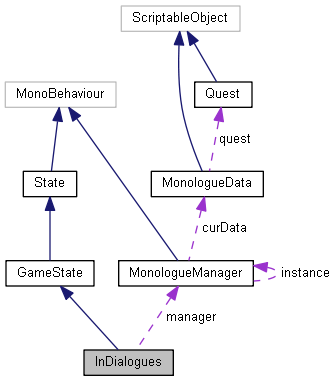 ScriptableObject
MonoBehaviour
Quest
quest
State
MonologueData
curData
GameState
MonologueManager
instance
manager
InDialogues